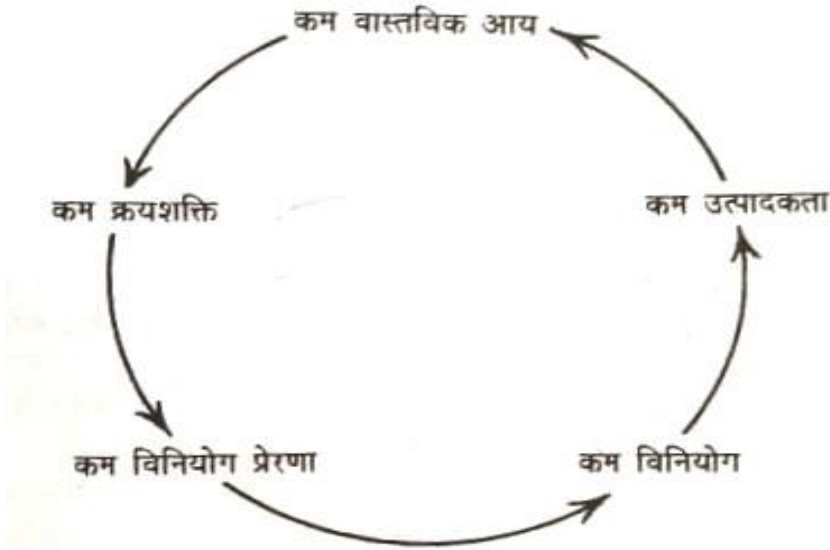 कम वास्तविक आय
कम क्रयशक्ति
कम उत्पादकता
कम विनियोग प्रेरणा
कम विनियोग